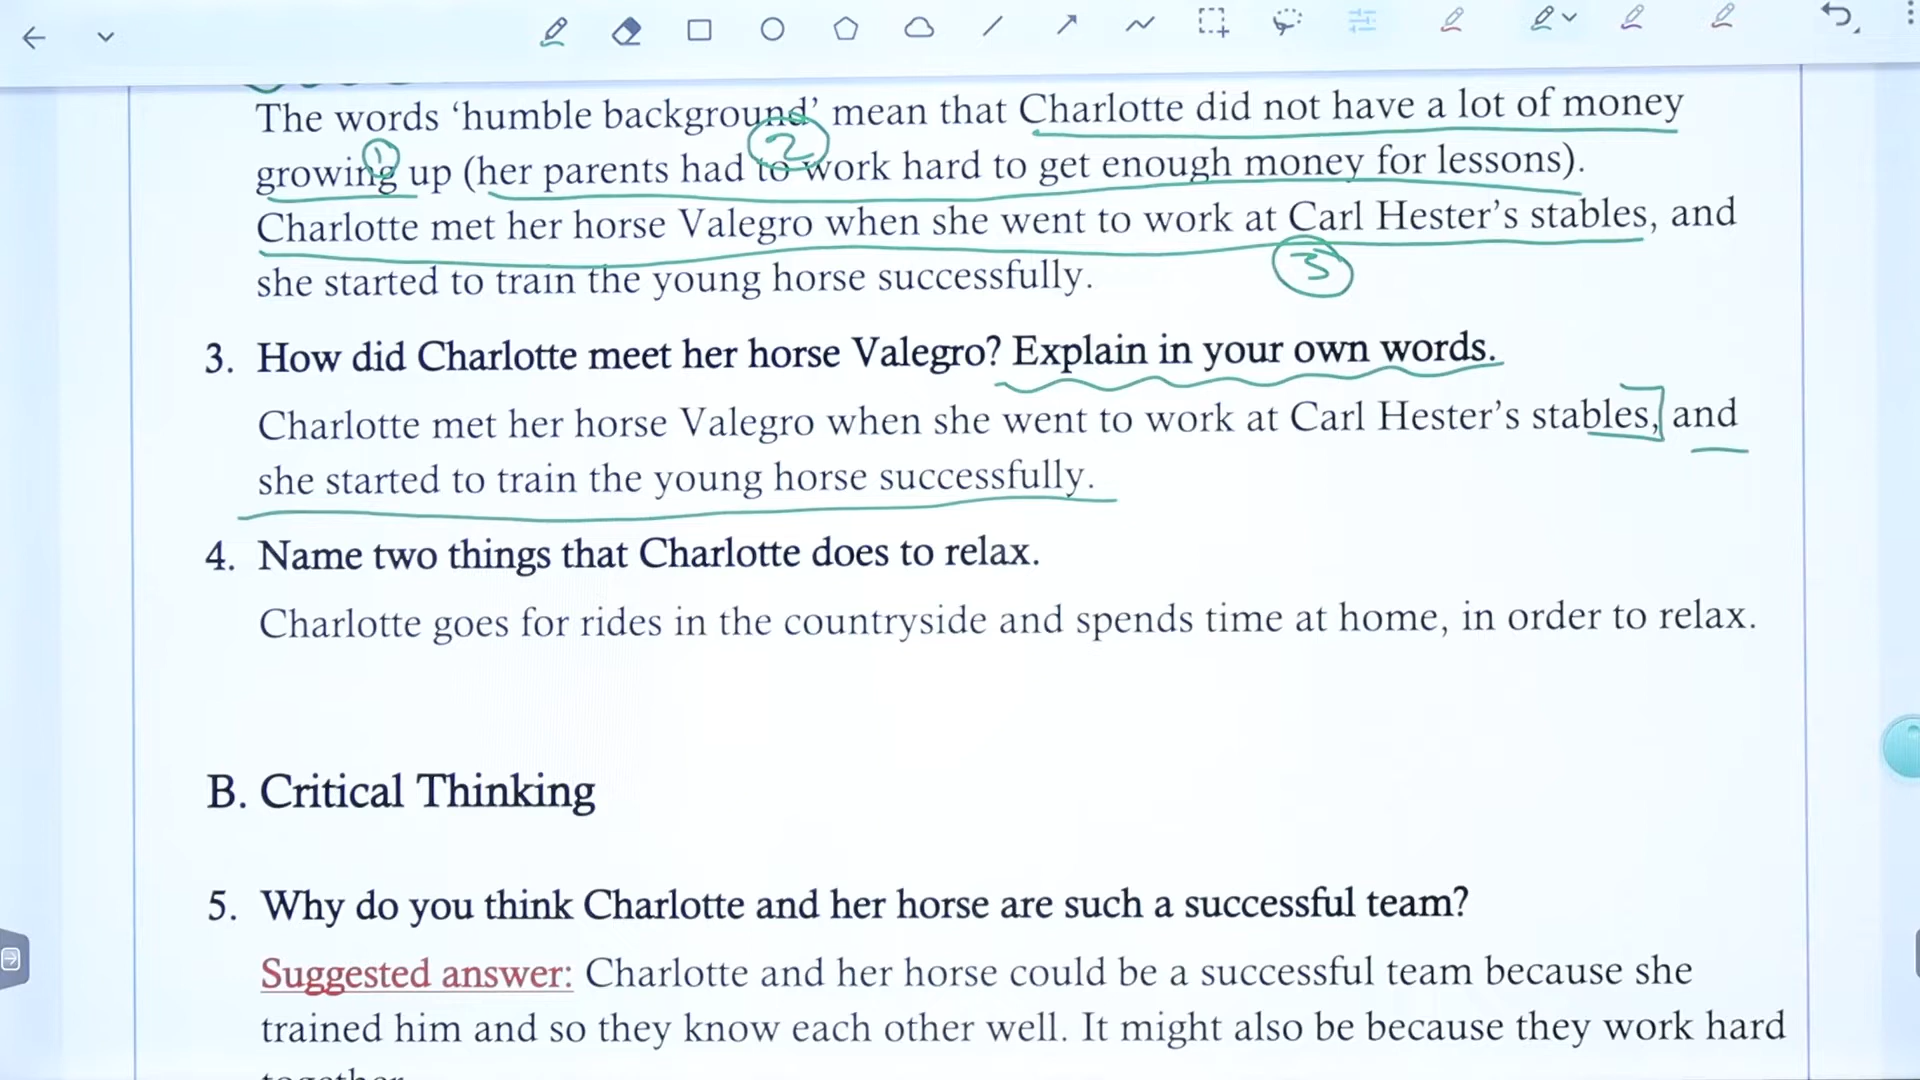 The words ‘humble background’ mean that Charlotte did not have a lot of money
growing up (her parents had to work hard to get enough money for lessons).
1
2
Charlotte met her horse Valegro when she went to work at Carl Hester’s stables, and
3
she started to train the young horse successfully.
3. How did Charlotte meet her horse Valegro? Explain in your own words.
Charlotte met her horse Valegro when she went to work at Carl Hester’s stables, and
she started to train the young horse successfully.
4. Name two things that Charlotte does to relax.
Charlotte goes for rides in the countryside and spends time at home, in order to relax.
B. Critical Thinking
5. Why do you think Charlotte and her horse are such a successful team?
Suggested answer: Charlotte and her horse could be a successful team because she
trained him and so they know each other well. It might also be because they work hard